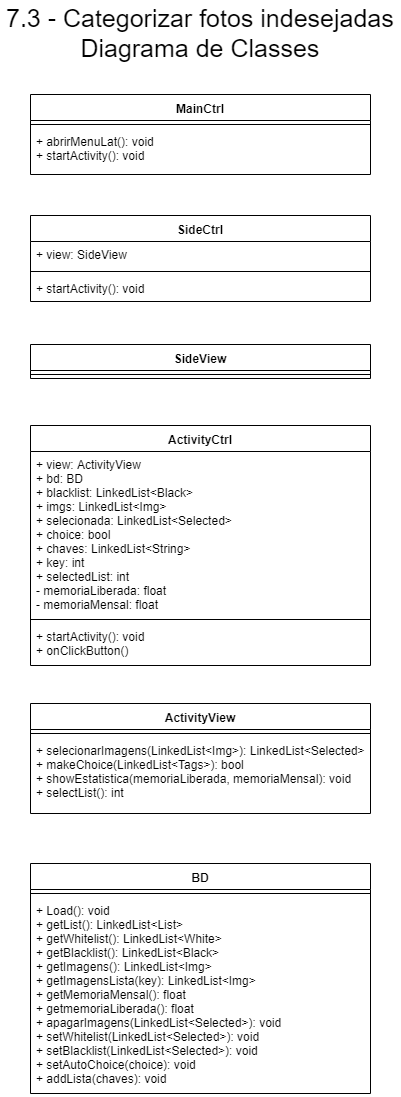 7.3 - Categorizar fotos indesejadas
Diagrama de Classes
MainCtrl
+ abrirMenuLat(): void
+ startActivity(): void
SideCtrl
+ view: SideView
+ startActivity(): void
SideView
ActivityCtrl
+ view: ActivityView
+ bd: BD
+ blacklist: LinkedList<Black>
+ imgs: LinkedList<Img>
+ selecionada: LinkedList<Selected>
+ choice: bool
+ chaves: LinkedList<String>
+ key: int
+ selectedList: int
- memoriaLiberada: float
- memoriaMensal: float
+ startActivity(): void
+ onClickButton()
ActivityView
+ selecionarImagens(LinkedList<Img>): LinkedList<Selected>
+ makeChoice(LinkedList<Tags>): bool
+ showEstatistica(memoriaLiberada, memoriaMensal): void
+ selectList(): int
BD
+ Load(): void
+ getList(): LinkedList<List>
+ getWhitelist(): LinkedList<White>
+ getBlacklist(): LinkedList<Black>
+ getImagens(): LinkedList<Img>
+ getImagensLista(key): LinkedList<Img>
+ getMemoriaMensal(): float
+ getmemoriaLiberada(): float
+ apagarImagens(LinkedList<Selected>): void
+ setWhitelist(LinkedList<Selected>): void
+ setBlacklist(LinkedList<Selected>): void
+ setAutoChoice(choice): void
+ addLista(chaves): void